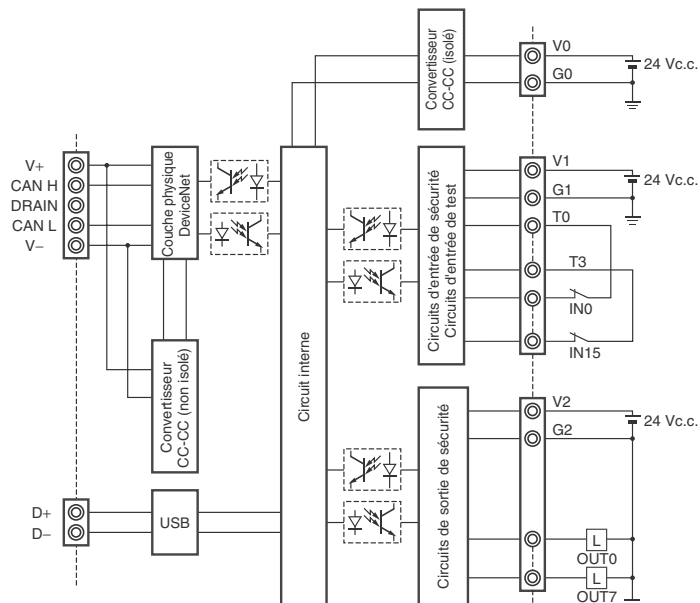 Convertisseur
CC-CC (isolé)
V0
24 Vc.c.
G0
V+
CAN H
DRAIN
CAN L
V–
Couche physique
DeviceNet
Convertisseur
CC-CC (non isolé)
D+
D–
USB
Circuit interne
Circuits d'entrée de sécurité
Circuits d'entrée de test
V1
24 Vc.c.
G1
T0
T3
IN0
IN15
Circuits de sortie de sécurité
V2
24 Vc.c.
G2
L
OUT0
L
OUT7